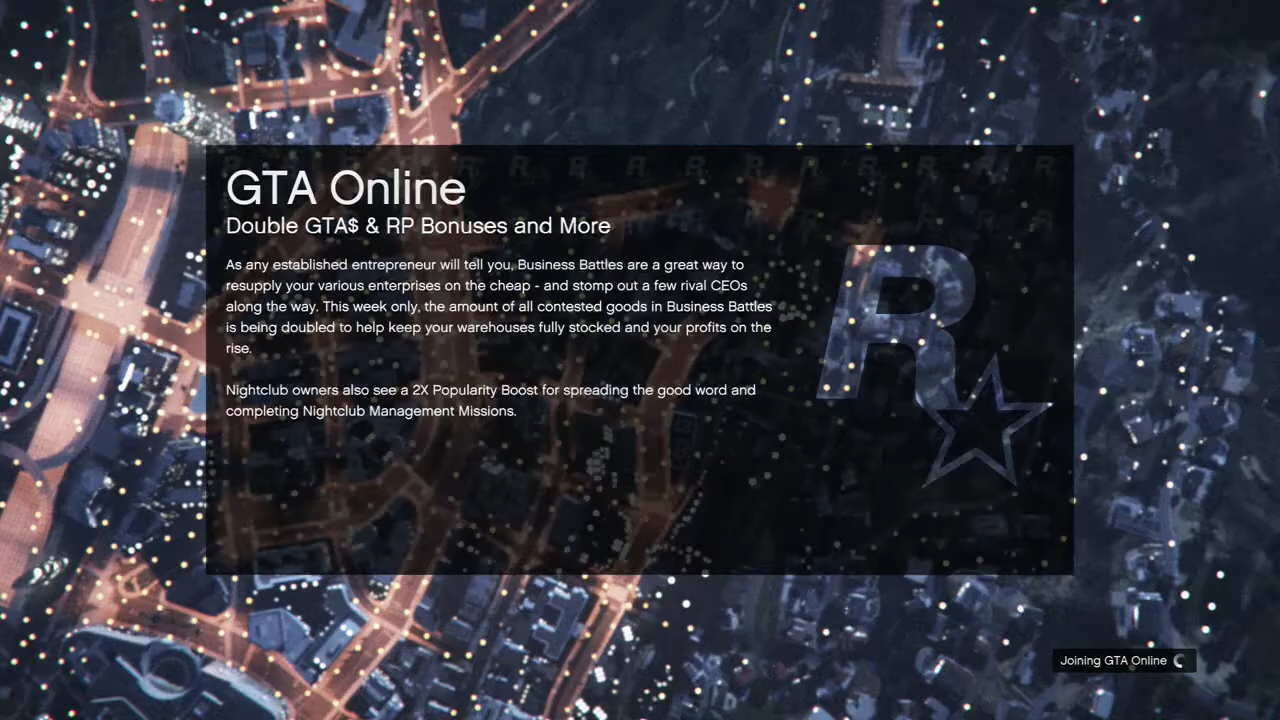 GTA Online
Double GTA$ & RP Bonuses and More
As any established entrepreneur will tell you, Business Battles are a great way to
resupply your various enterprises on the cheap - and stomp out a few rival CEOs
along the way. This week only, the amount of all contested goods in Business Battles
is being doubled to help keep your warehouses fully stocked and your profits on the
rise.
Nightclub owners also see a 2X Popularity Boost for spreading the good word and
completing Nightclub Management Missions.
R
Joining GTA Online